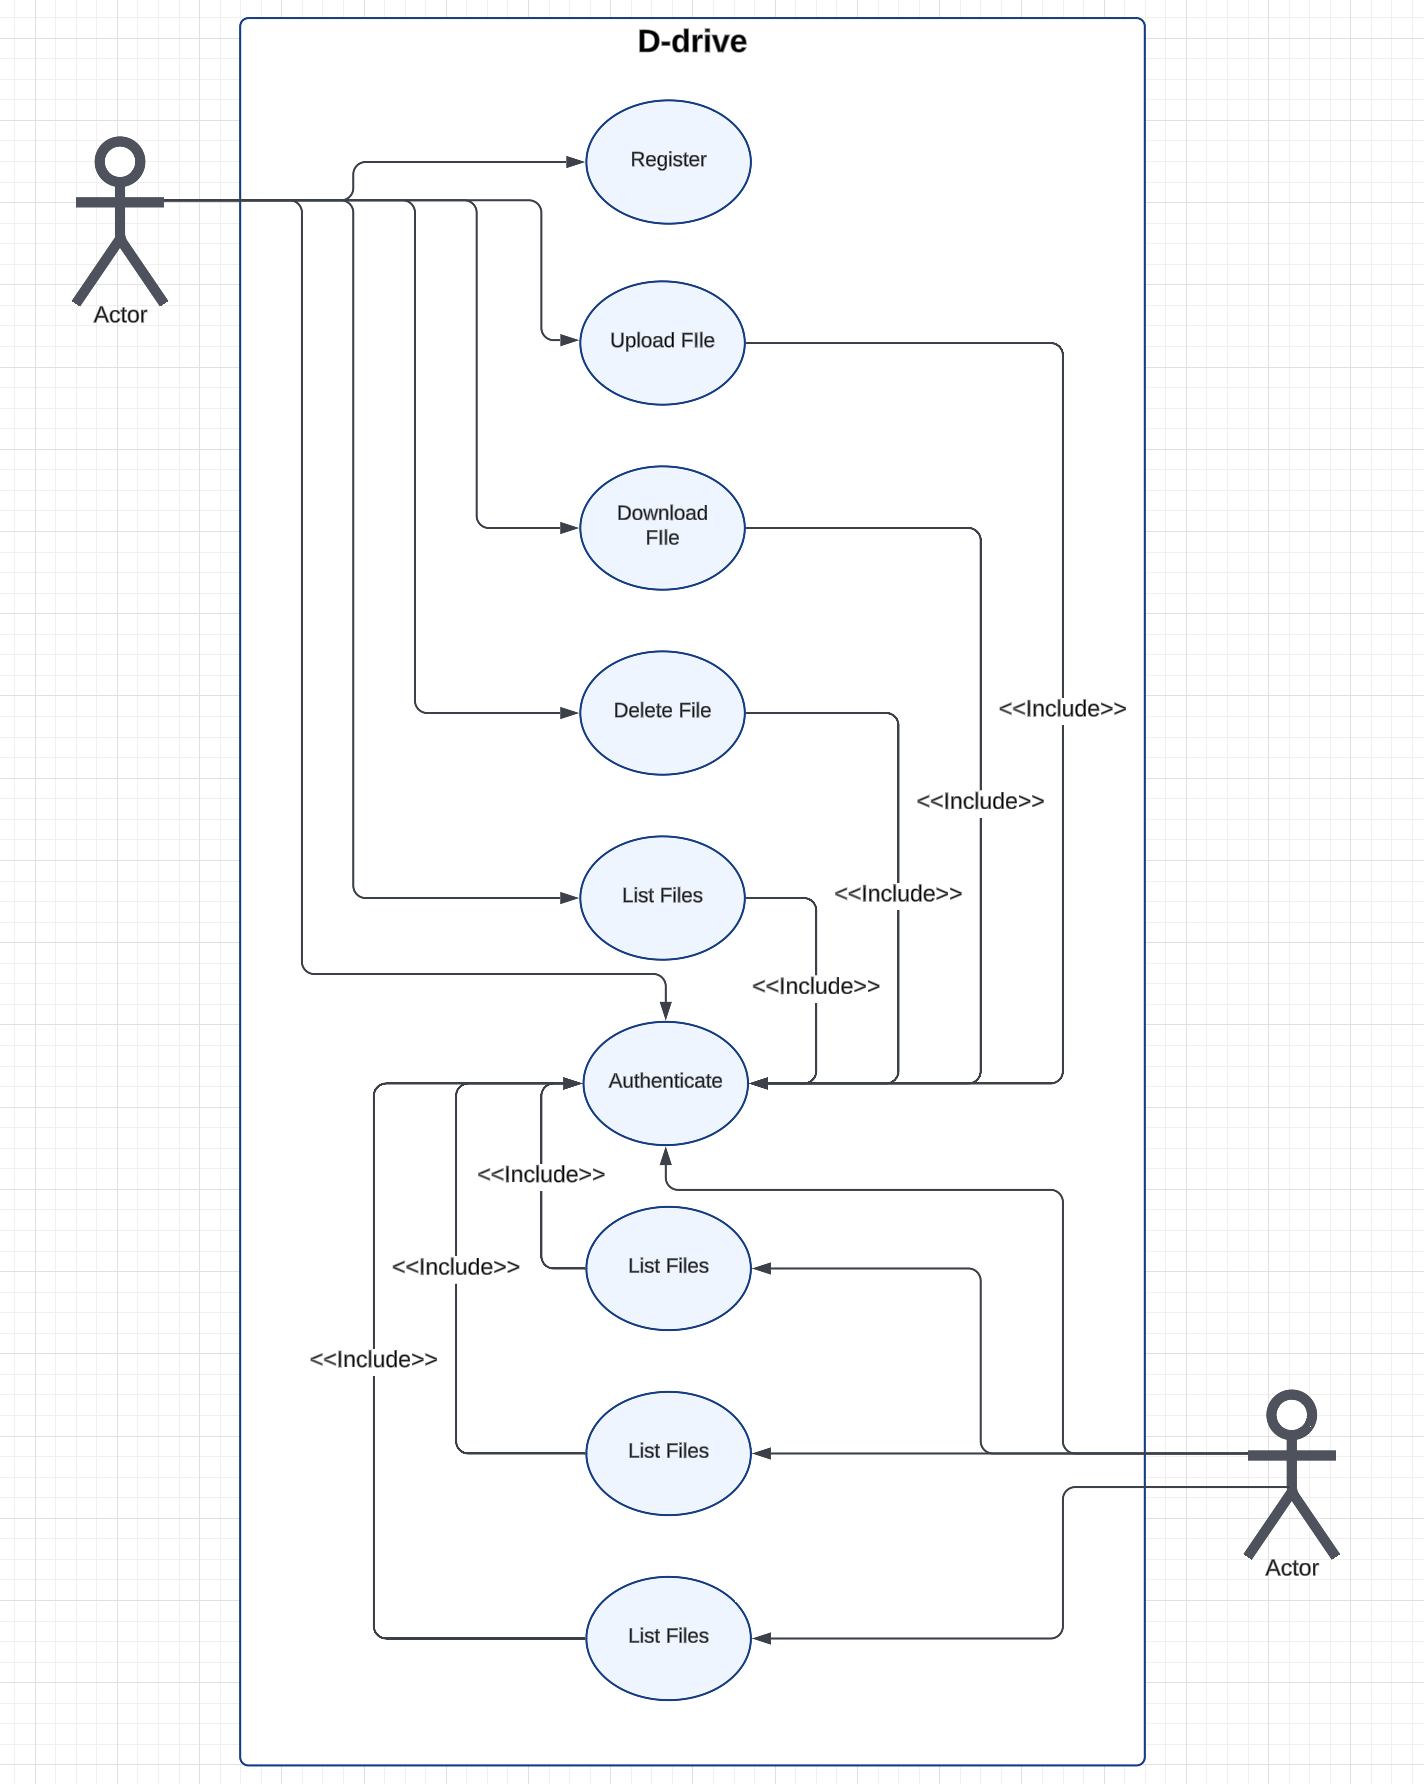 D-drive
Register
Actor
Upload FIle
Download
FIle
Delete File
<<Include>>
<<Include>>
List Files
<<Include>>
<<Include>>
Authenticate
<<Include>>
List Files
<<Include>>
<<Include>>
List Files
Actor
List Files